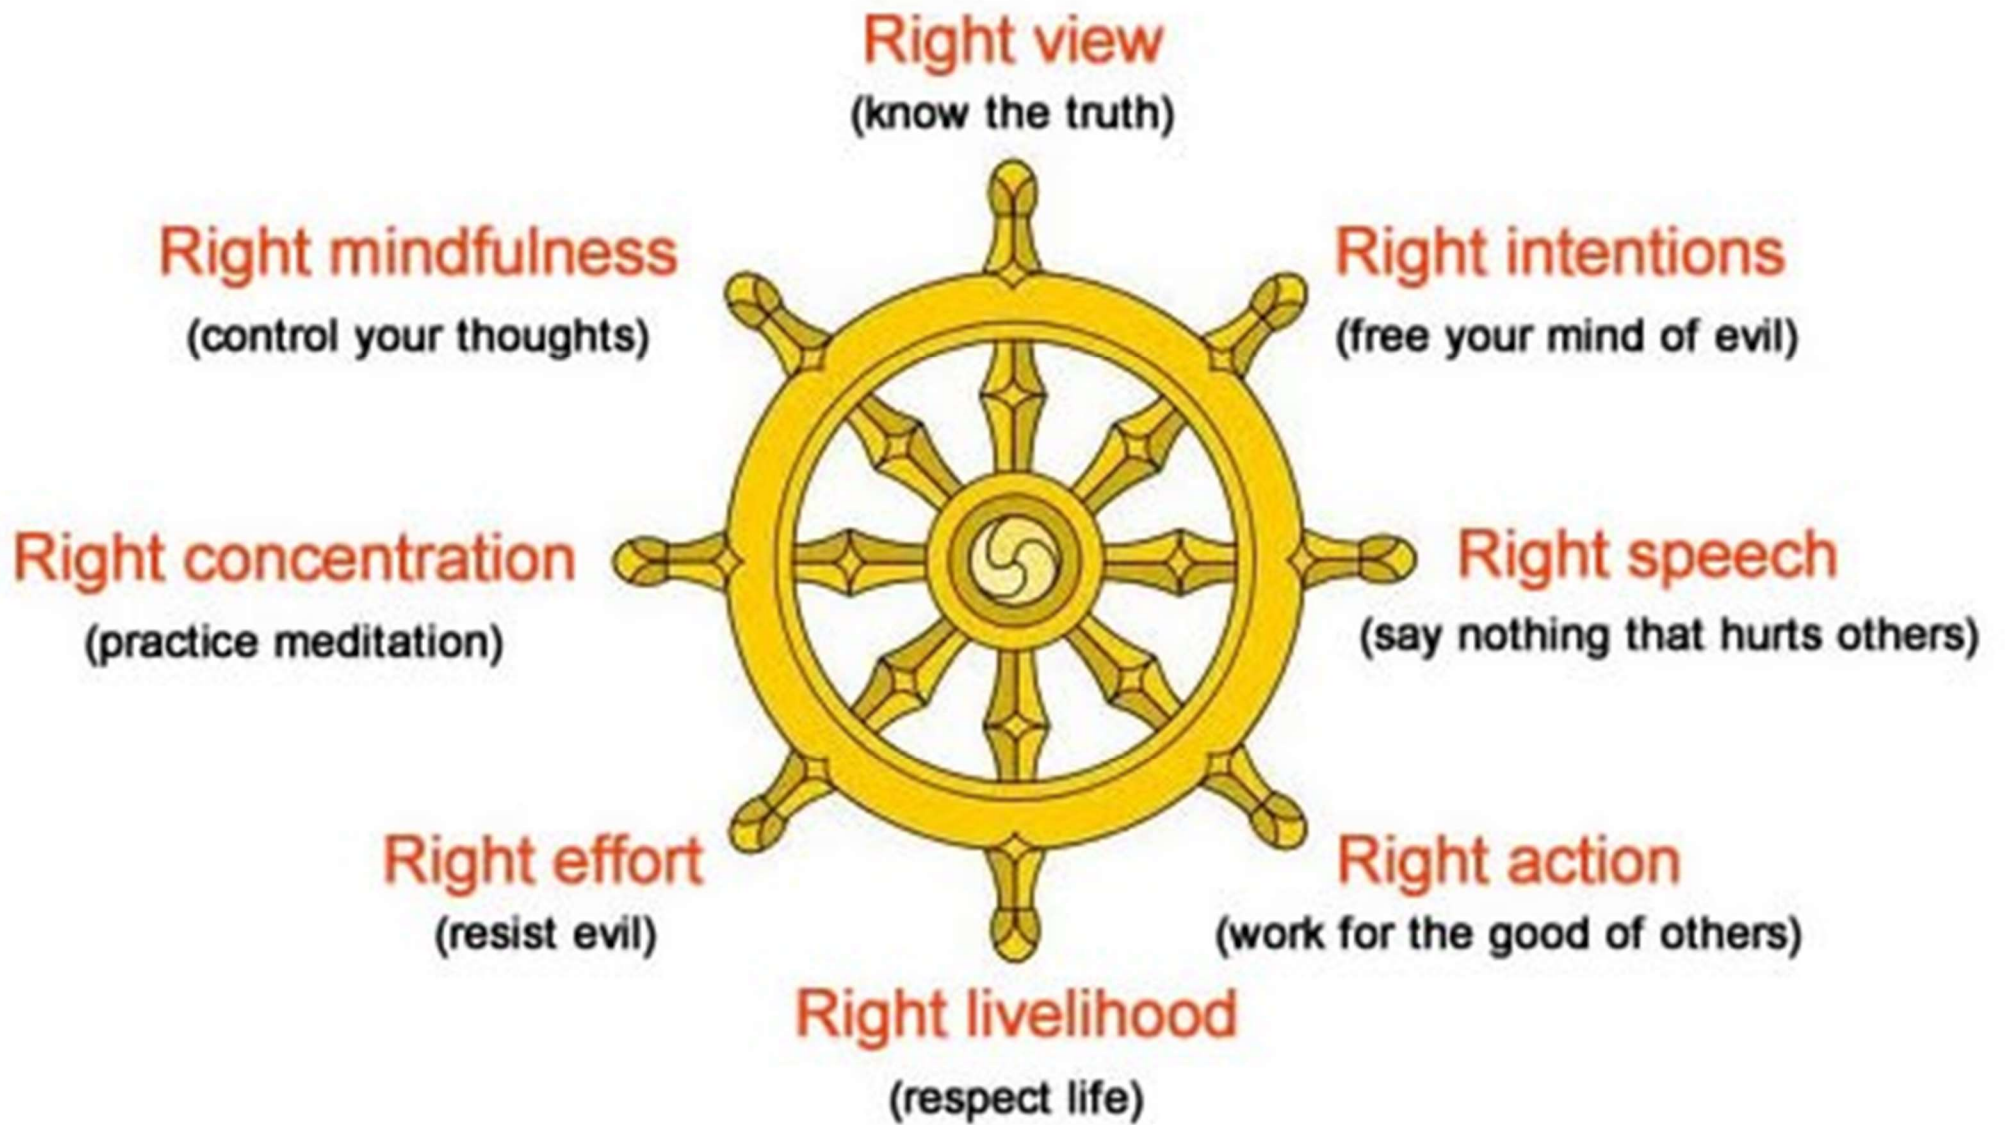 Right view
(know the truth)
Right mindfulness
(control your thoughts)
Right intentions
(free your mind of evil)
Right concentration
(practice meditation)
Right speech
(say nothing that hurts others)
Right effort
(resist evil)
Right action
(work for the good of others)
Right livelihood
(respect life)